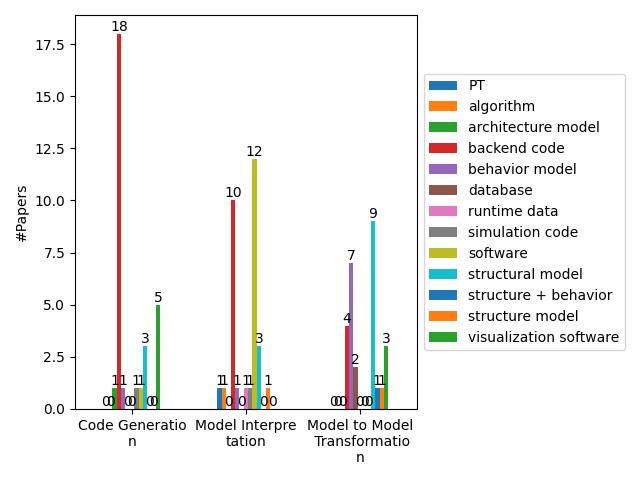 17.5
15.0
12.5
10.0
7.5
5.0
2.5
0.0
#Papers
0 0 1 18 1 0 0 1 1 3 0 0 5
1 1 0 10 1 0 1 1 12 3 0 1 0
0 0 0 4 7 2 0 0 0 9 1 1 3
Code Generatio
n
Model Interpre
tation
Model to Model
Transformatio
n
PT
algorithm
architecture model
backend code
behavior model
database
runtime data
simulation code
software
structural model
structure + behavior
structure model
visualization software